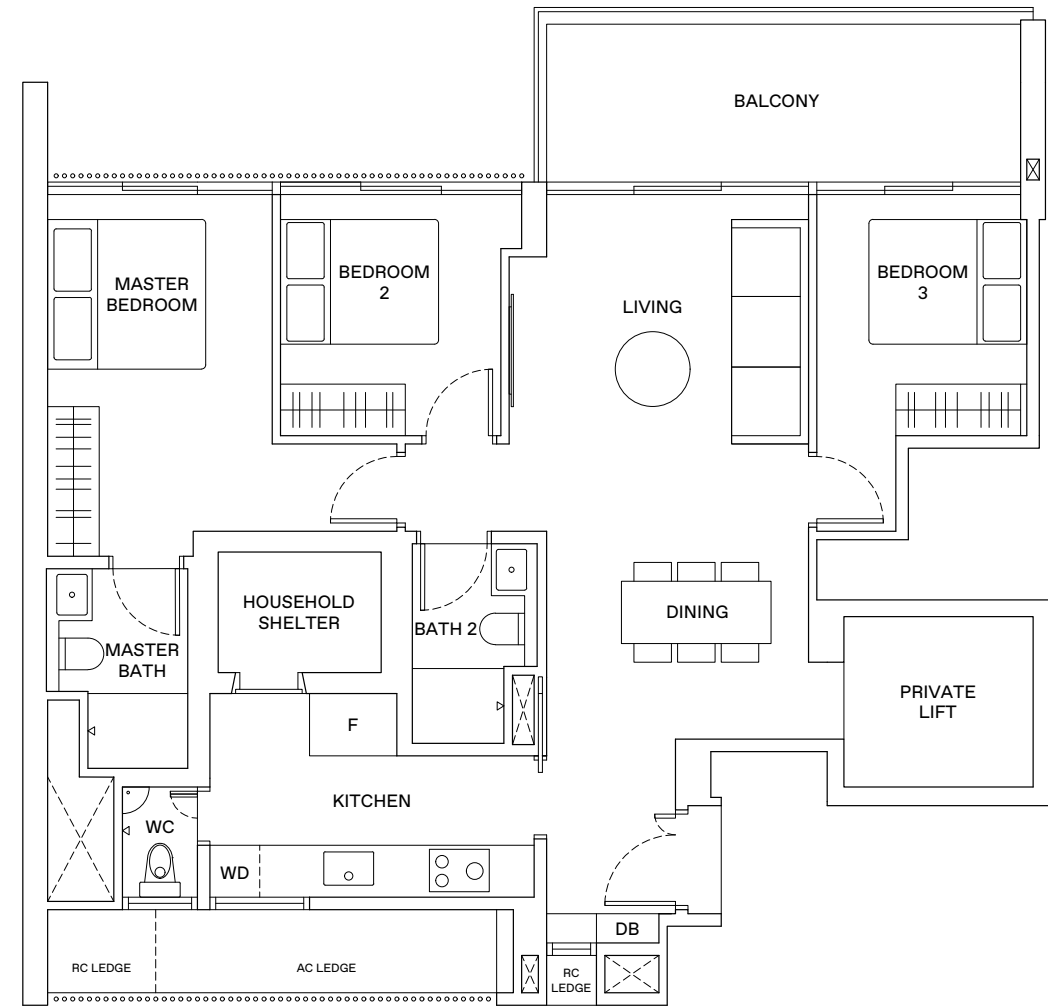 BALCONY
MASTER
BEDROOM
BEDROOM
2
LIVING
BEDROOM
3
HOUSEHOLD
SHELTER
BATH 2
DINING
MASTER
BATH
PRIVATE
LIFT
F
KITCHEN
WC
WD
DB
RC LEDGE
AC LEDGE
RC
LEDGE